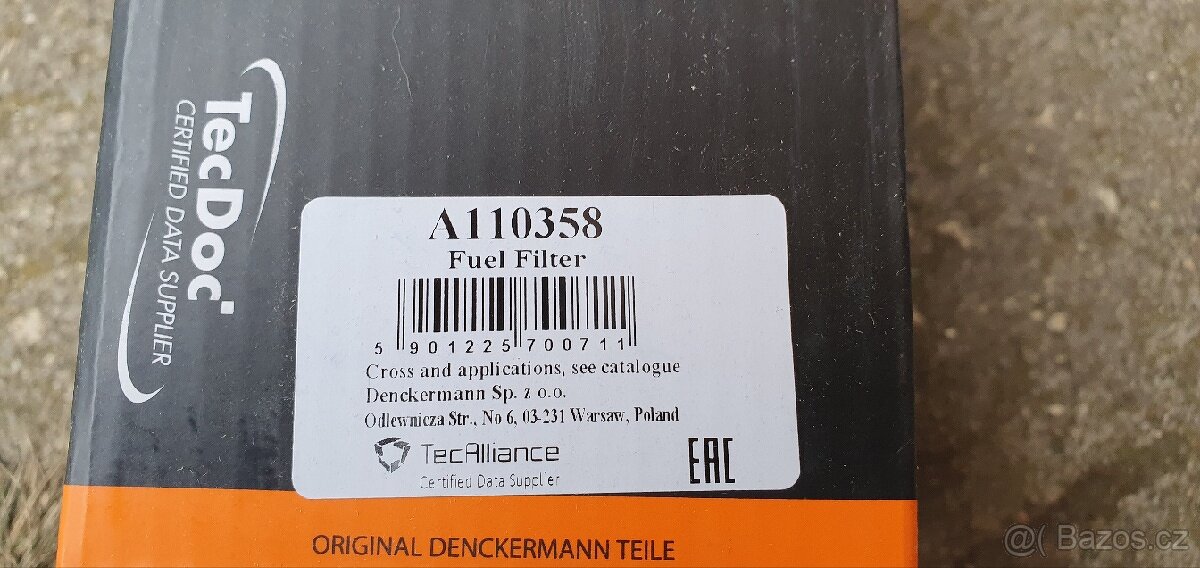 TecDoc
CERTIFIED DATA SUPPLIER
A110358
Fuel Filter
5 901225 700711
Cross and applications, see catalogue
Denckermann Sp. z o.o.
Odlewnicza Str., No 6, 03-231 Warsaw, Poland
TecAlliance
Certified Data Supplier
EAC
ORIGINAL DENCKERMANN TEILE
@( Bazos.cz